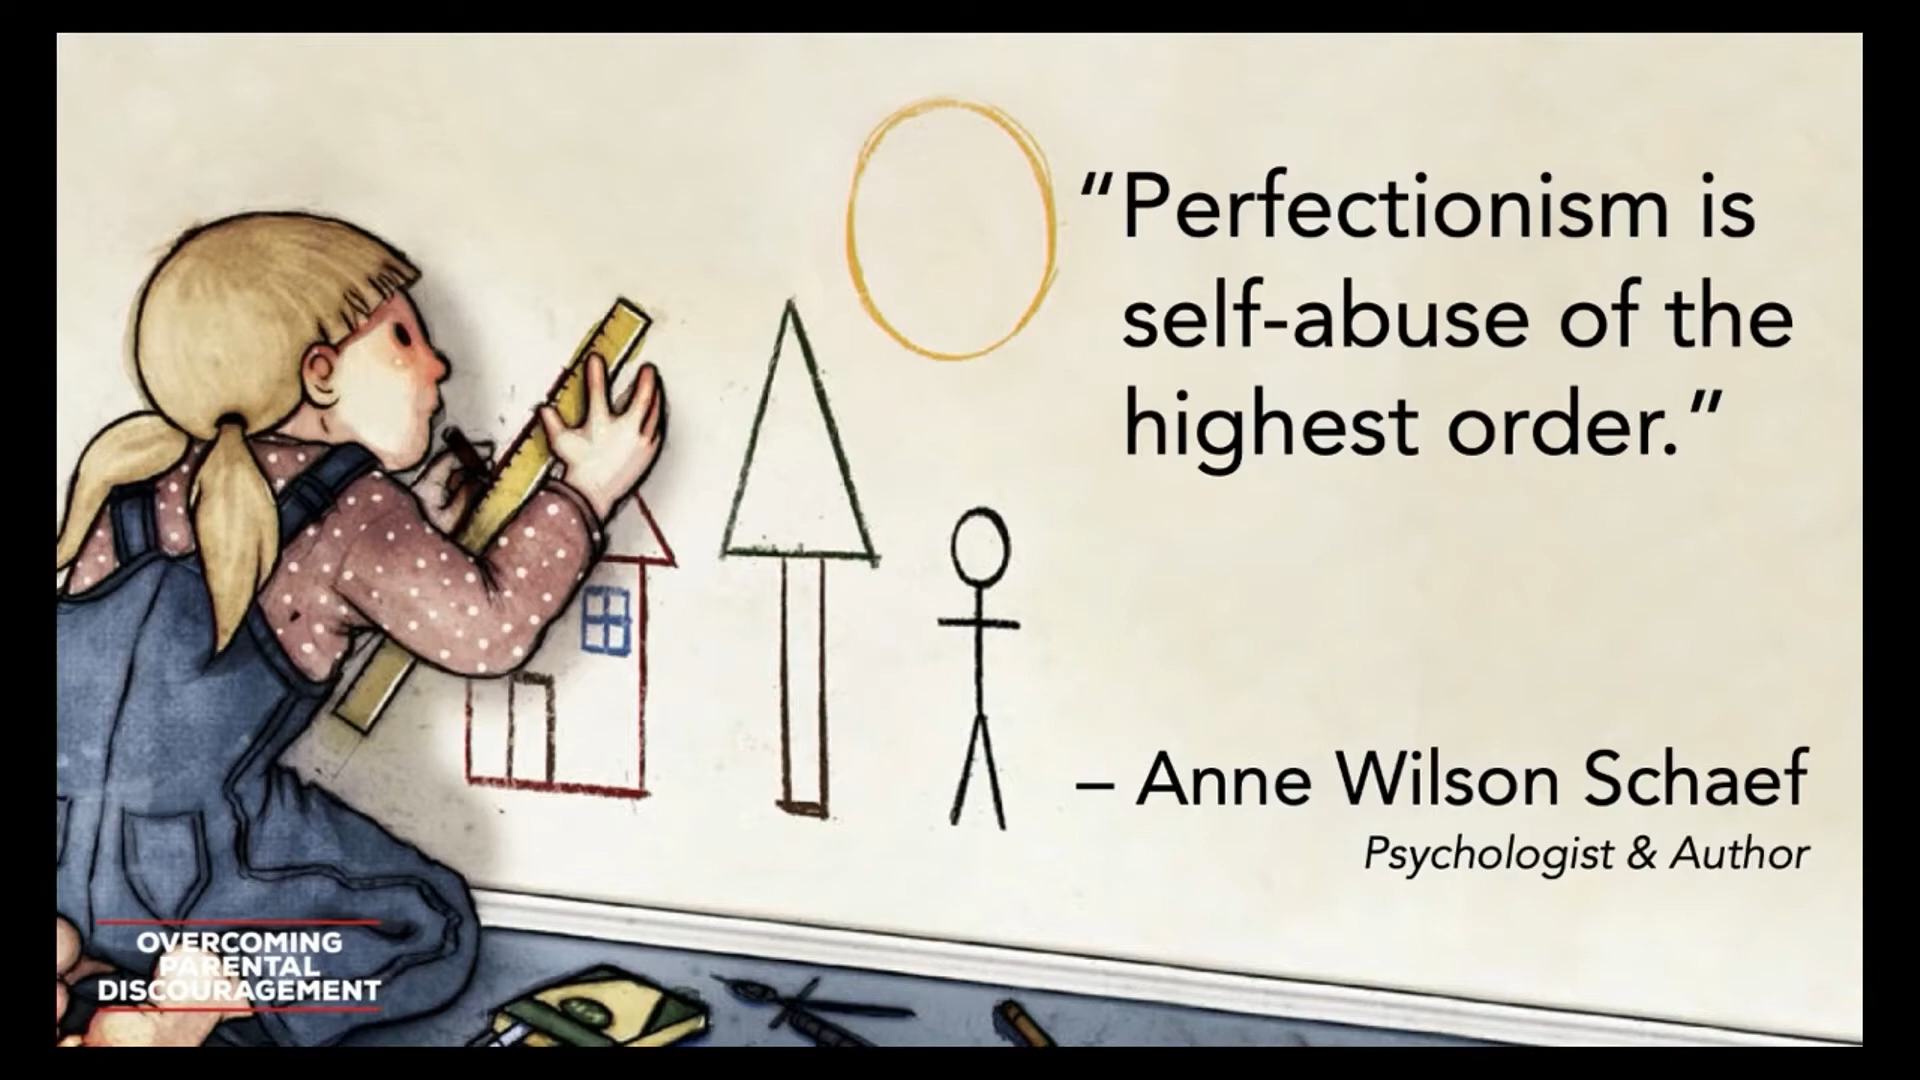 “Perfectionism is
self-abuse of the
highest order.”
– Anne Wilson Schaef
Psychologist & Author
OVERCOMING
PARENTAL
DISCOURAGEMENT